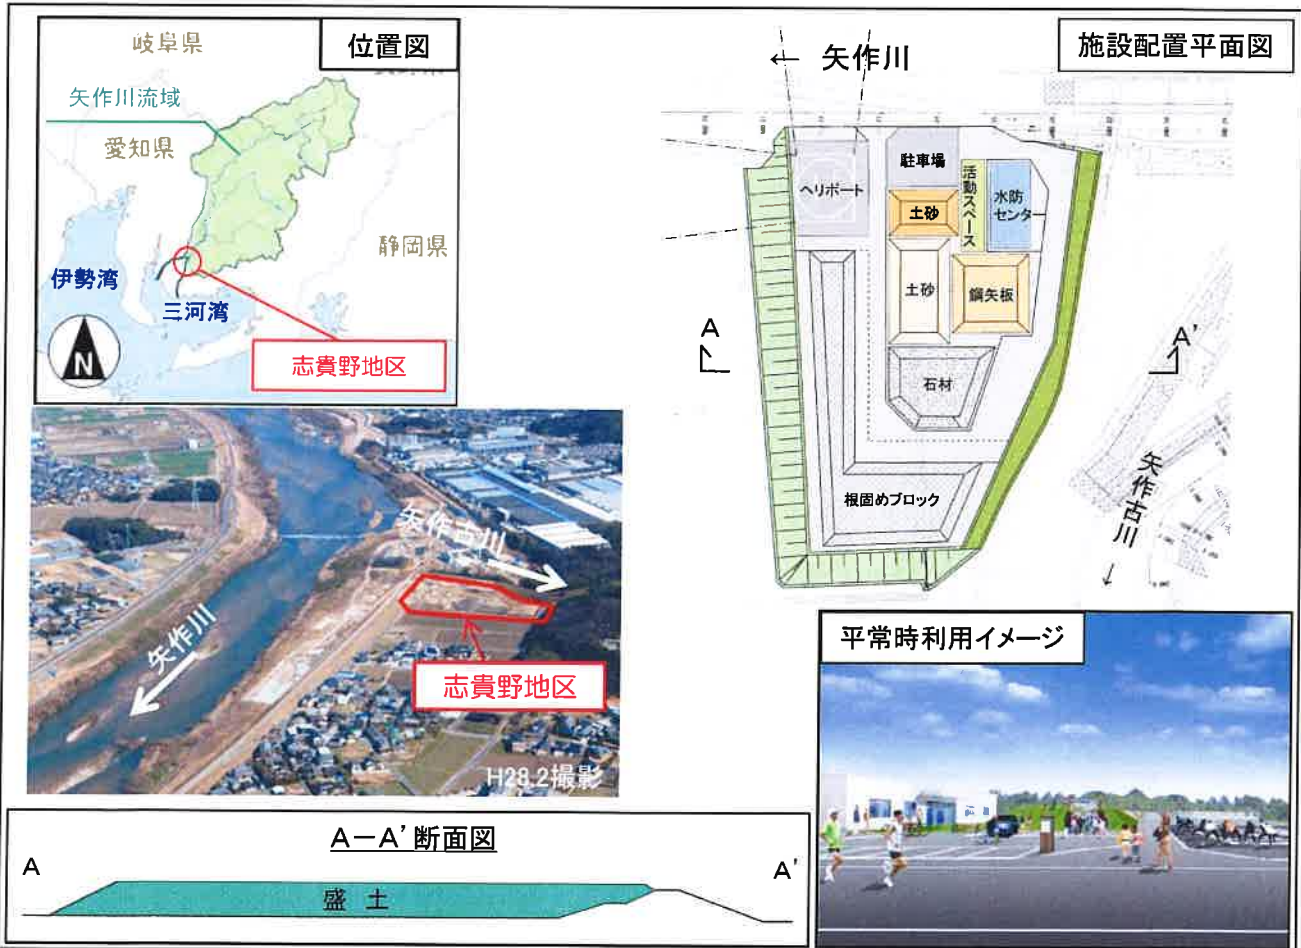 位置図
岐阜県
矢作川流域
愛知県
静岡県
伊勢湾
三河湾
N
志貴野地区
施設配置平面図
← 矢作川
ヘリポート
駐車場
活動スペース
水防
センター
土砂
土砂
鋼矢板
石材
根固めブロック
A
A'
矢作古川
↓
矢作古川
矢作川
志貴野地区
H28.2撮影
平常時利用イメージ
A-A'断面図
A
A'
盛土